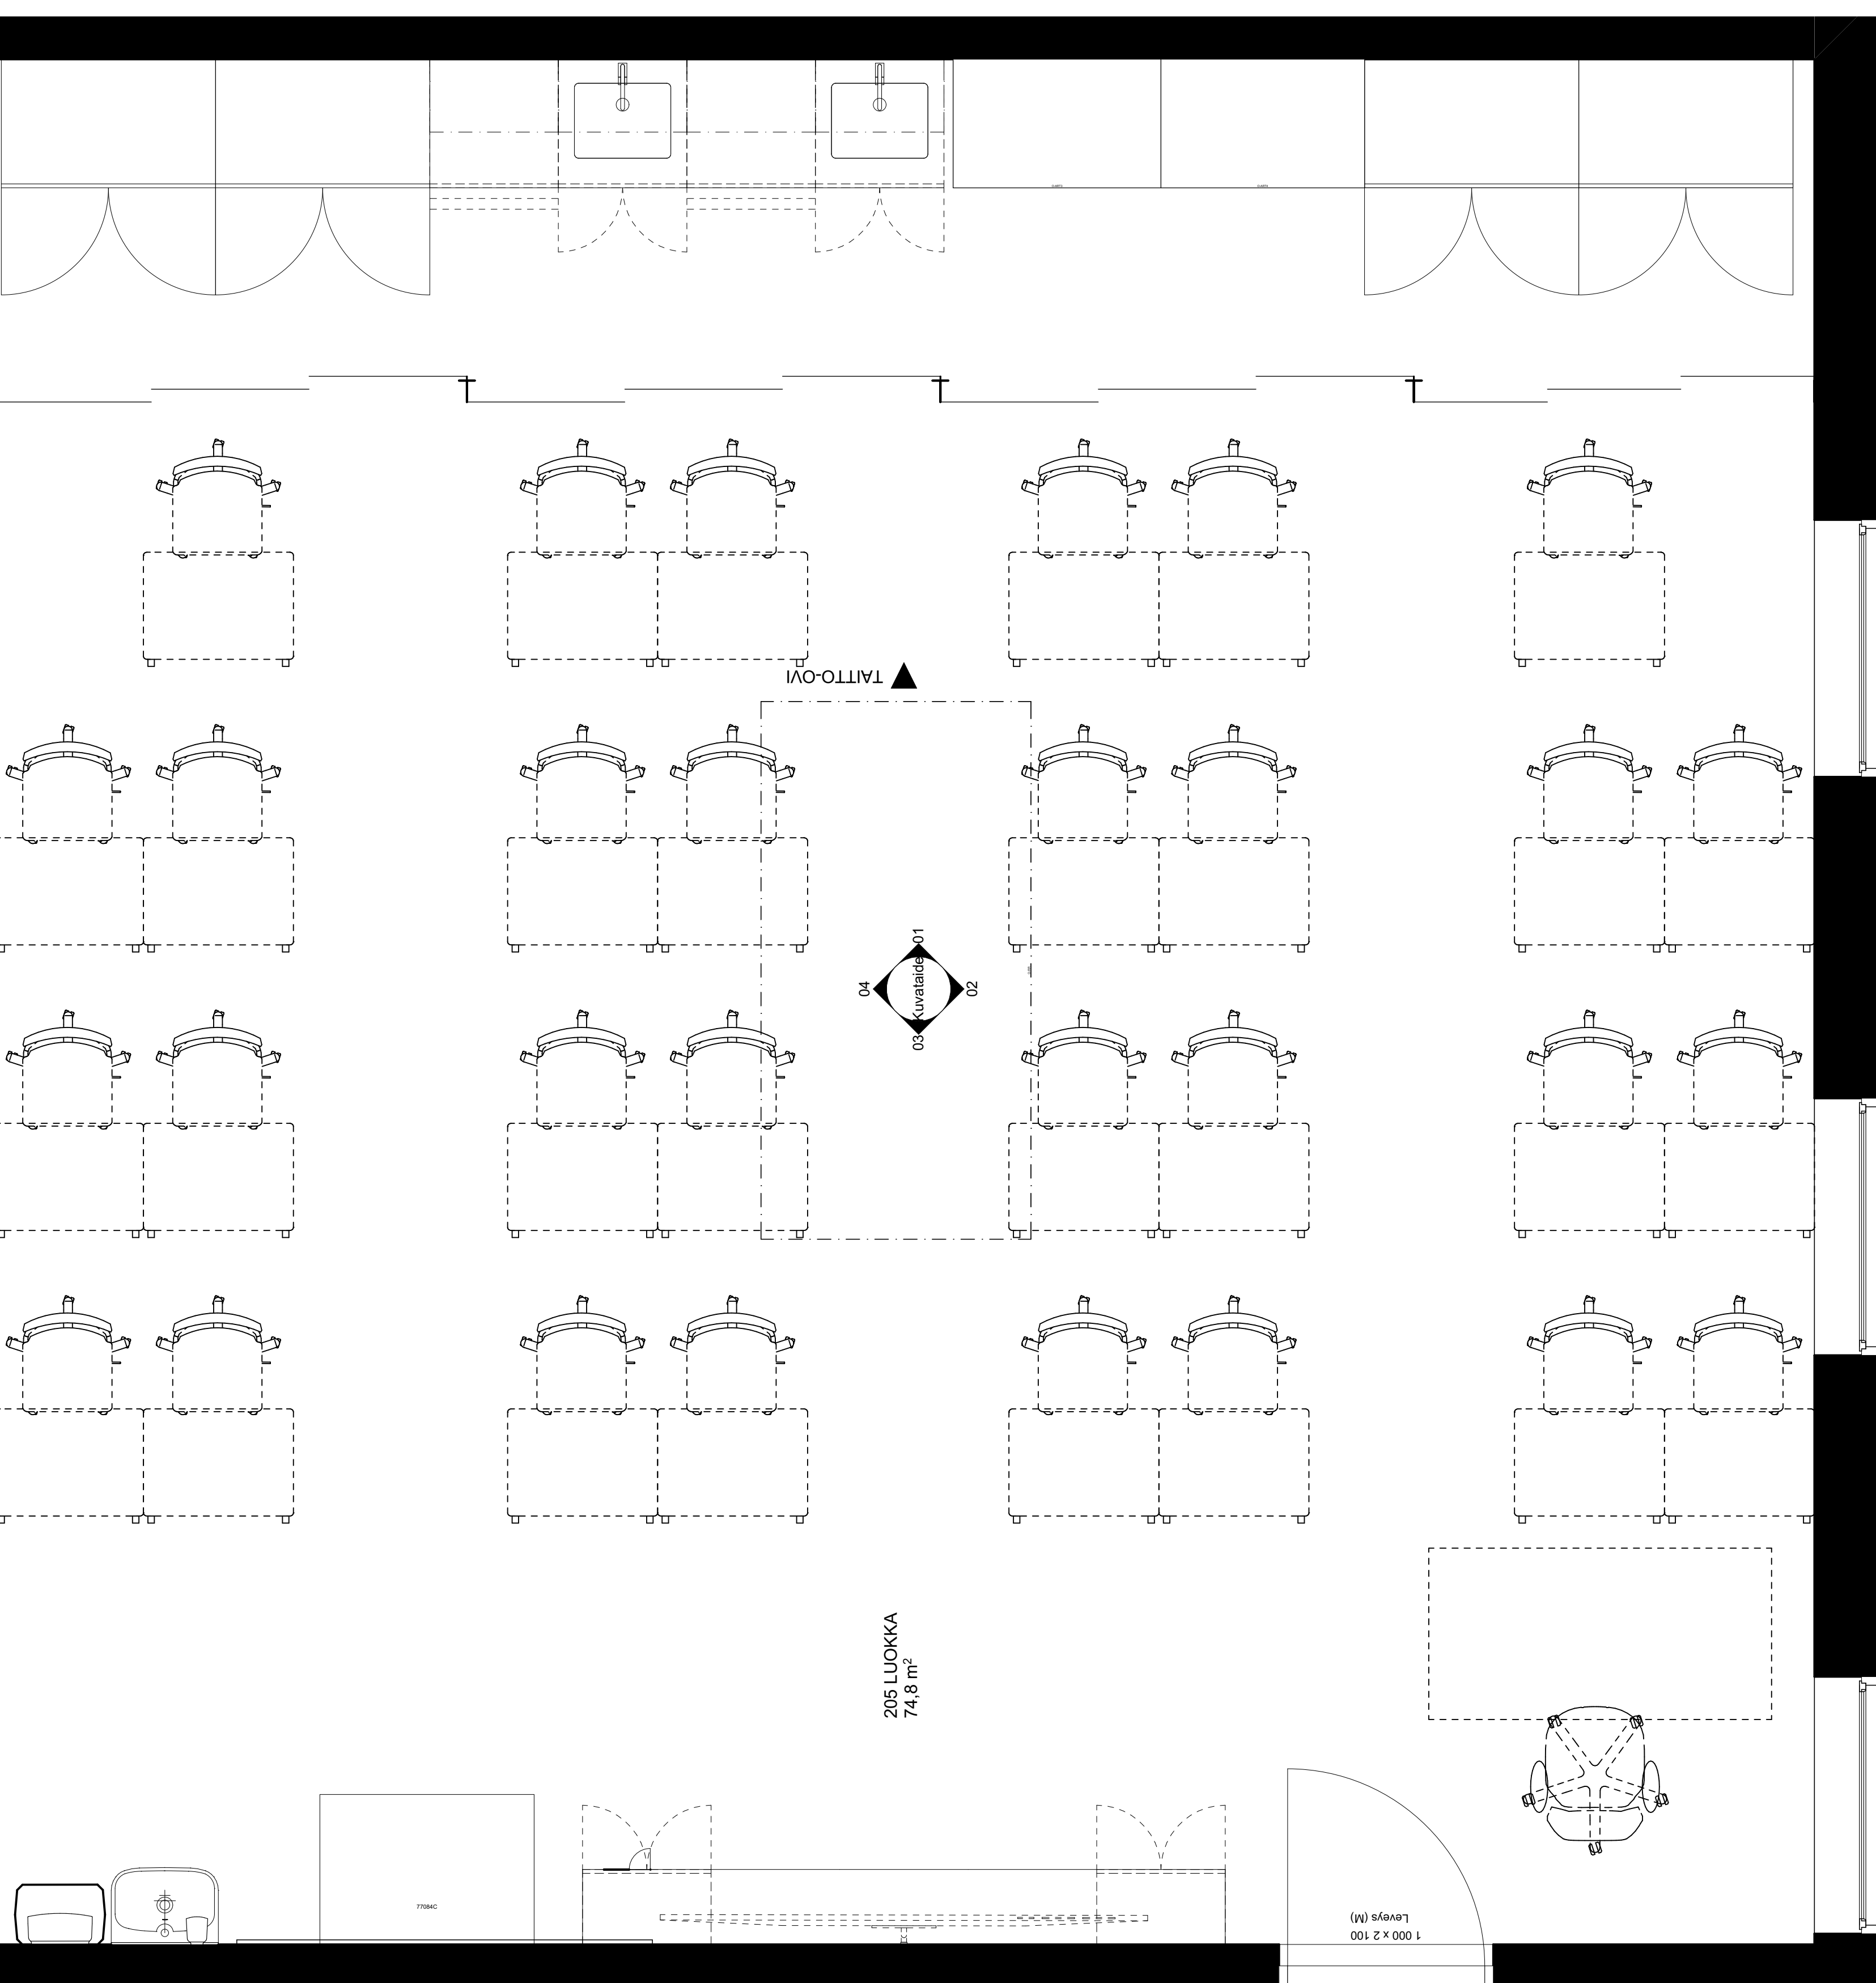 TAITTO-OVI
01
Kuvataide
04
02
03
205 LUOKKA
74,8 m²
77084C
1 000 x 2 100
Leveys (M)